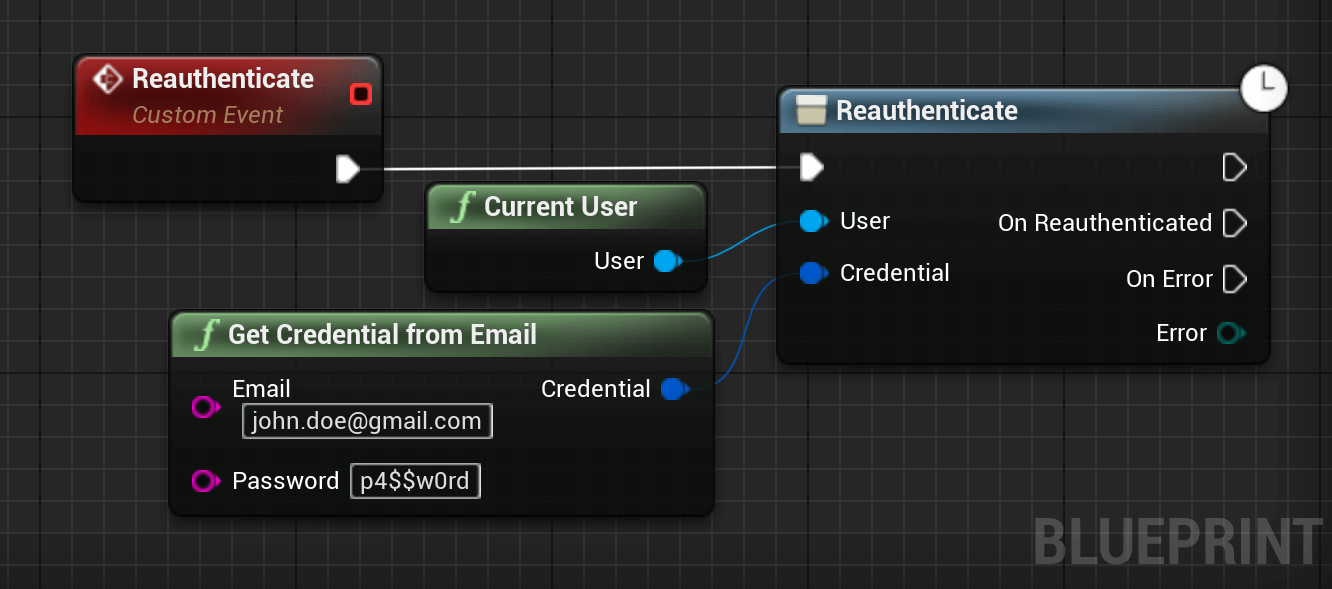 Reauthenticate
Custom Event
Current User
User
Get Credential from Email
Email
john.doe@gmail.com
Credential
Password p4$$w0rd
Reauthenticate
User
On Reauthenticated
Credential
On Error
Error
BLUEPRINT